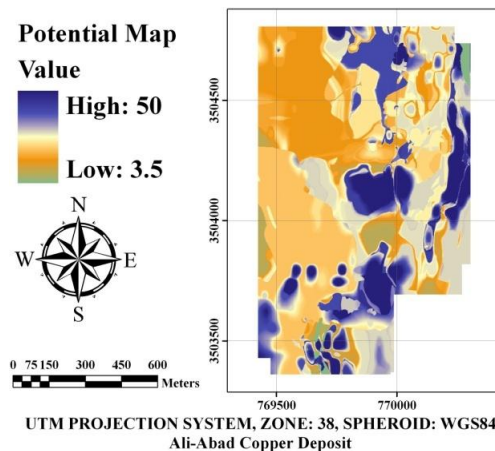 Potential Map
Value
High: 50
Low: 3.5
N
W E
S
0 75 150 300 450 600
Meters
3504500
3504000
3503500
769500 770000
UTM PROJECTION SYSTEM, ZONE: 38, SPHEROID: WGS84
Ali-Abad Copper Deposit